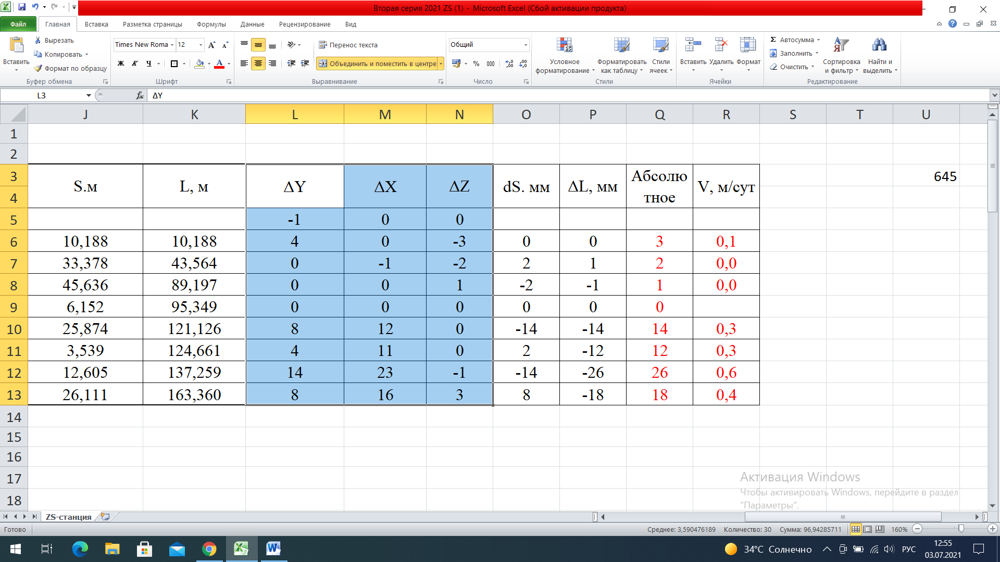 Вторая серия 2021 ZS (1) - Microsoft Excel (Сбой активации продукта)
Файл Главная Вставка Разметка страницы Формулы Данные Рецензирование Вид
Вставить
Вырезать
Копировать
Формат по образцу
Буфер обмена
Times New Roma 12
Ж К Ч
Шрифт
Перенос текста
Объединить и поместить в центре
Выравнивание
Общий
% 000
Число
Условное форматирование
Форматировать как таблицу
Стили ячеек
Стили
Вставить Удалить Формат
Ячейки
Σ Автосумма
Заполнить
Очистить
Сортировка и фильтр
Найти и выделить
Редактирование
L3 fx ΔY
J K L M N O P Q R S T U
1
2
3 645
4
S.м L, м ΔY ΔX ΔZ dS. мм ΔL, мм Абсолютное V, м/сут
5 -1 0 0
6 10,188 10,188 4 0 -3 0 0 3 0,1
7 33,378 43,564 0 -1 -2 2 1 2 0,0
8 45,636 89,197 0 0 1 -2 -1 1 0,0
9 6,152 95,349 0 0 0 0 0 0
10 25,874 121,126 8 12 0 -14 -14 14 0,3
11 3,539 124,661 4 11 0 2 -12 12 0,3
12 12,605 137,259 14 23 -1 -14 -26 26 0,6
13 26,111 163,360 8 16 3 8 -18 18 0,4
14
15
16
17
18
Активация Windows
Чтобы активировать Windows, перейдите в раздел
"Параметры".
ZS-станция
Готово Среднее: 3,590476189 Количество: 30 Сумма: 96,94285711 160%
34°C Солнечно РУС 12:55
03.07.2021